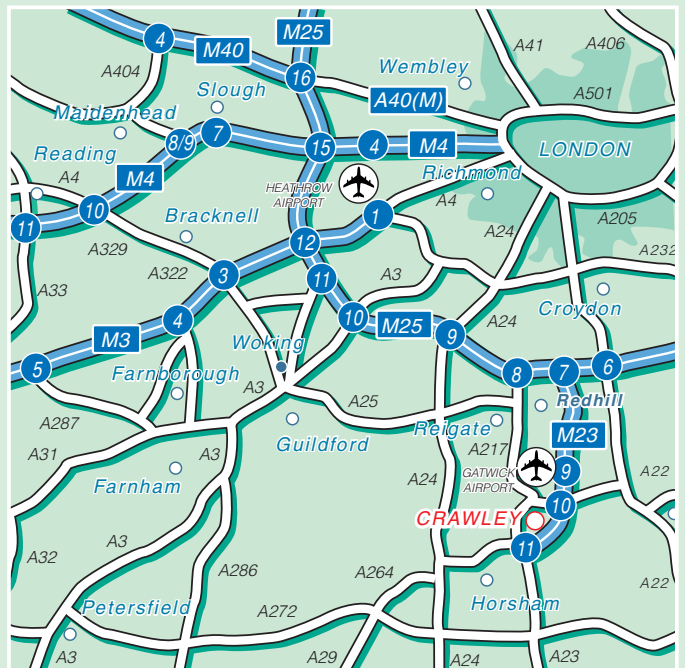 4
M40
M25
A41
A406
A404
16
Wembley
Slough
A40(M)
A501
Maidenhead
8/9
7
15
4
M4
LONDON
Reading
M4
HEATHROW
AIRPORT
Richmond
A4
10
Bracknell
1
A4
11
A329
12
A24
A205
A322
3
11
A3
A232
A33
4
10
M25
A24
Croydon
M3
Woking
9
5
Farnborough
8
7
6
A3
A25
Redhill
A287
Guildford
Reigate
M23
A31
A3
A217
Farnham
A24
GATWICK
AIRPORT
9
A22
10
CRAWLEY
11
A32
A3
A286
A264
A22
Petersfield
A272
Horsham
A3
A29
A24
A23